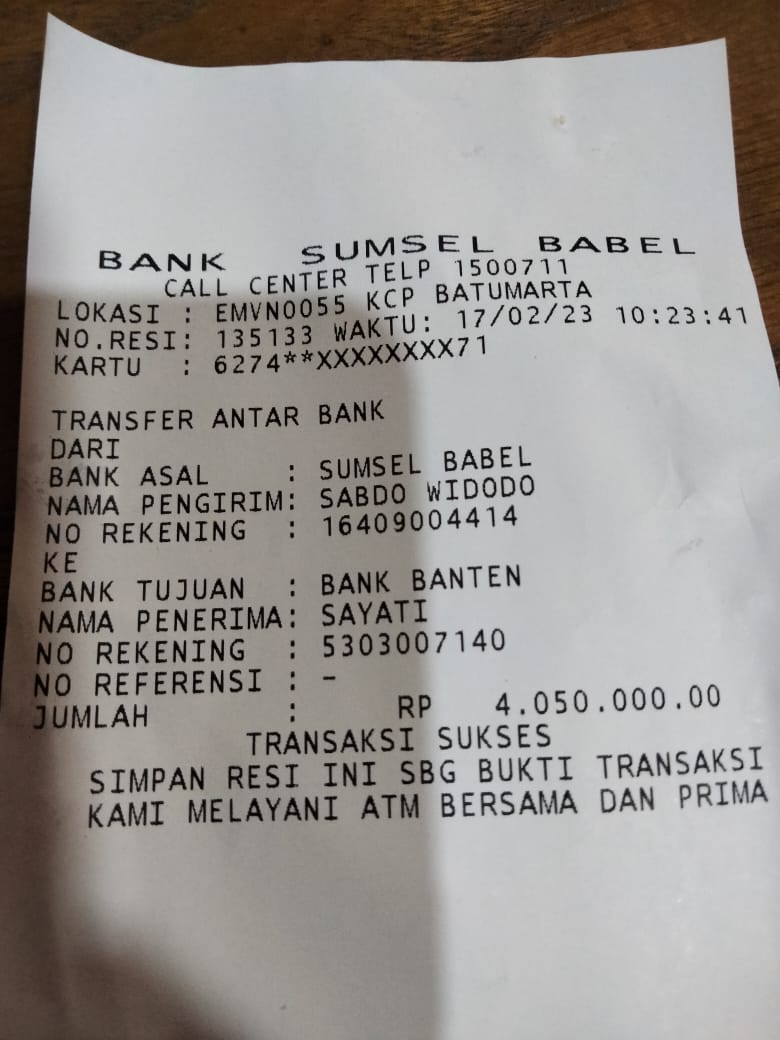 BANK SUMSEL BABEL
CALL CENTER TELP 1500711
LOKASI : EMVN0055 KCP BATUMARTA
NO.RESI: 135133 WAKTU: 17/02/23 10:23:41
KARTU : 6274**XXXXXXXXX71
TRANSFER ANTAR BANK
DARI
BANK ASAL : SUMSEL BABEL
NAMA PENGIRIM: SABDO WIDODO
NO REKENING : 16409004414
KE
BANK TUJUAN : BANK BANTEN
NAMA PENERIMA: SAYATI
NO REKENING : 5303007140
NO REFERENSI : -
JUMLAH : RP 4.050.000.00
TRANSAKSI SUKSES
SIMPAN RESI INI SBG BUKTI TRANSAKSI
KAMI MELAYANI ATM BERSAMA DAN PRIMA